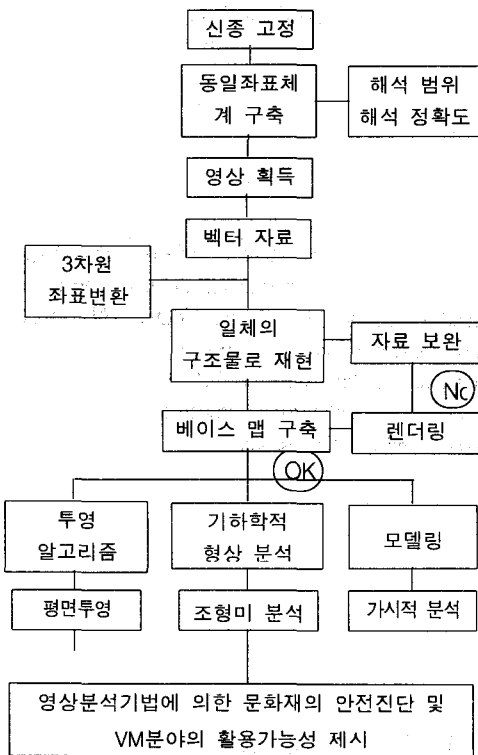 신종 고정
동일좌표체
계 구축
해석 범위
해석 정확도
영상 획득
벡터 자료
3차원
좌표변환
일체의
구조물로 재현
자료 보완
No
베이스 맵 구축
렌더링
OK
투영
알고리즘
기하학적
형상 분석
모델링
평면투영
조형미 분석
가시적 분석
영상분석기법에 의한 문화재의 안전진단 및
VM분야의 활용가능성 제시